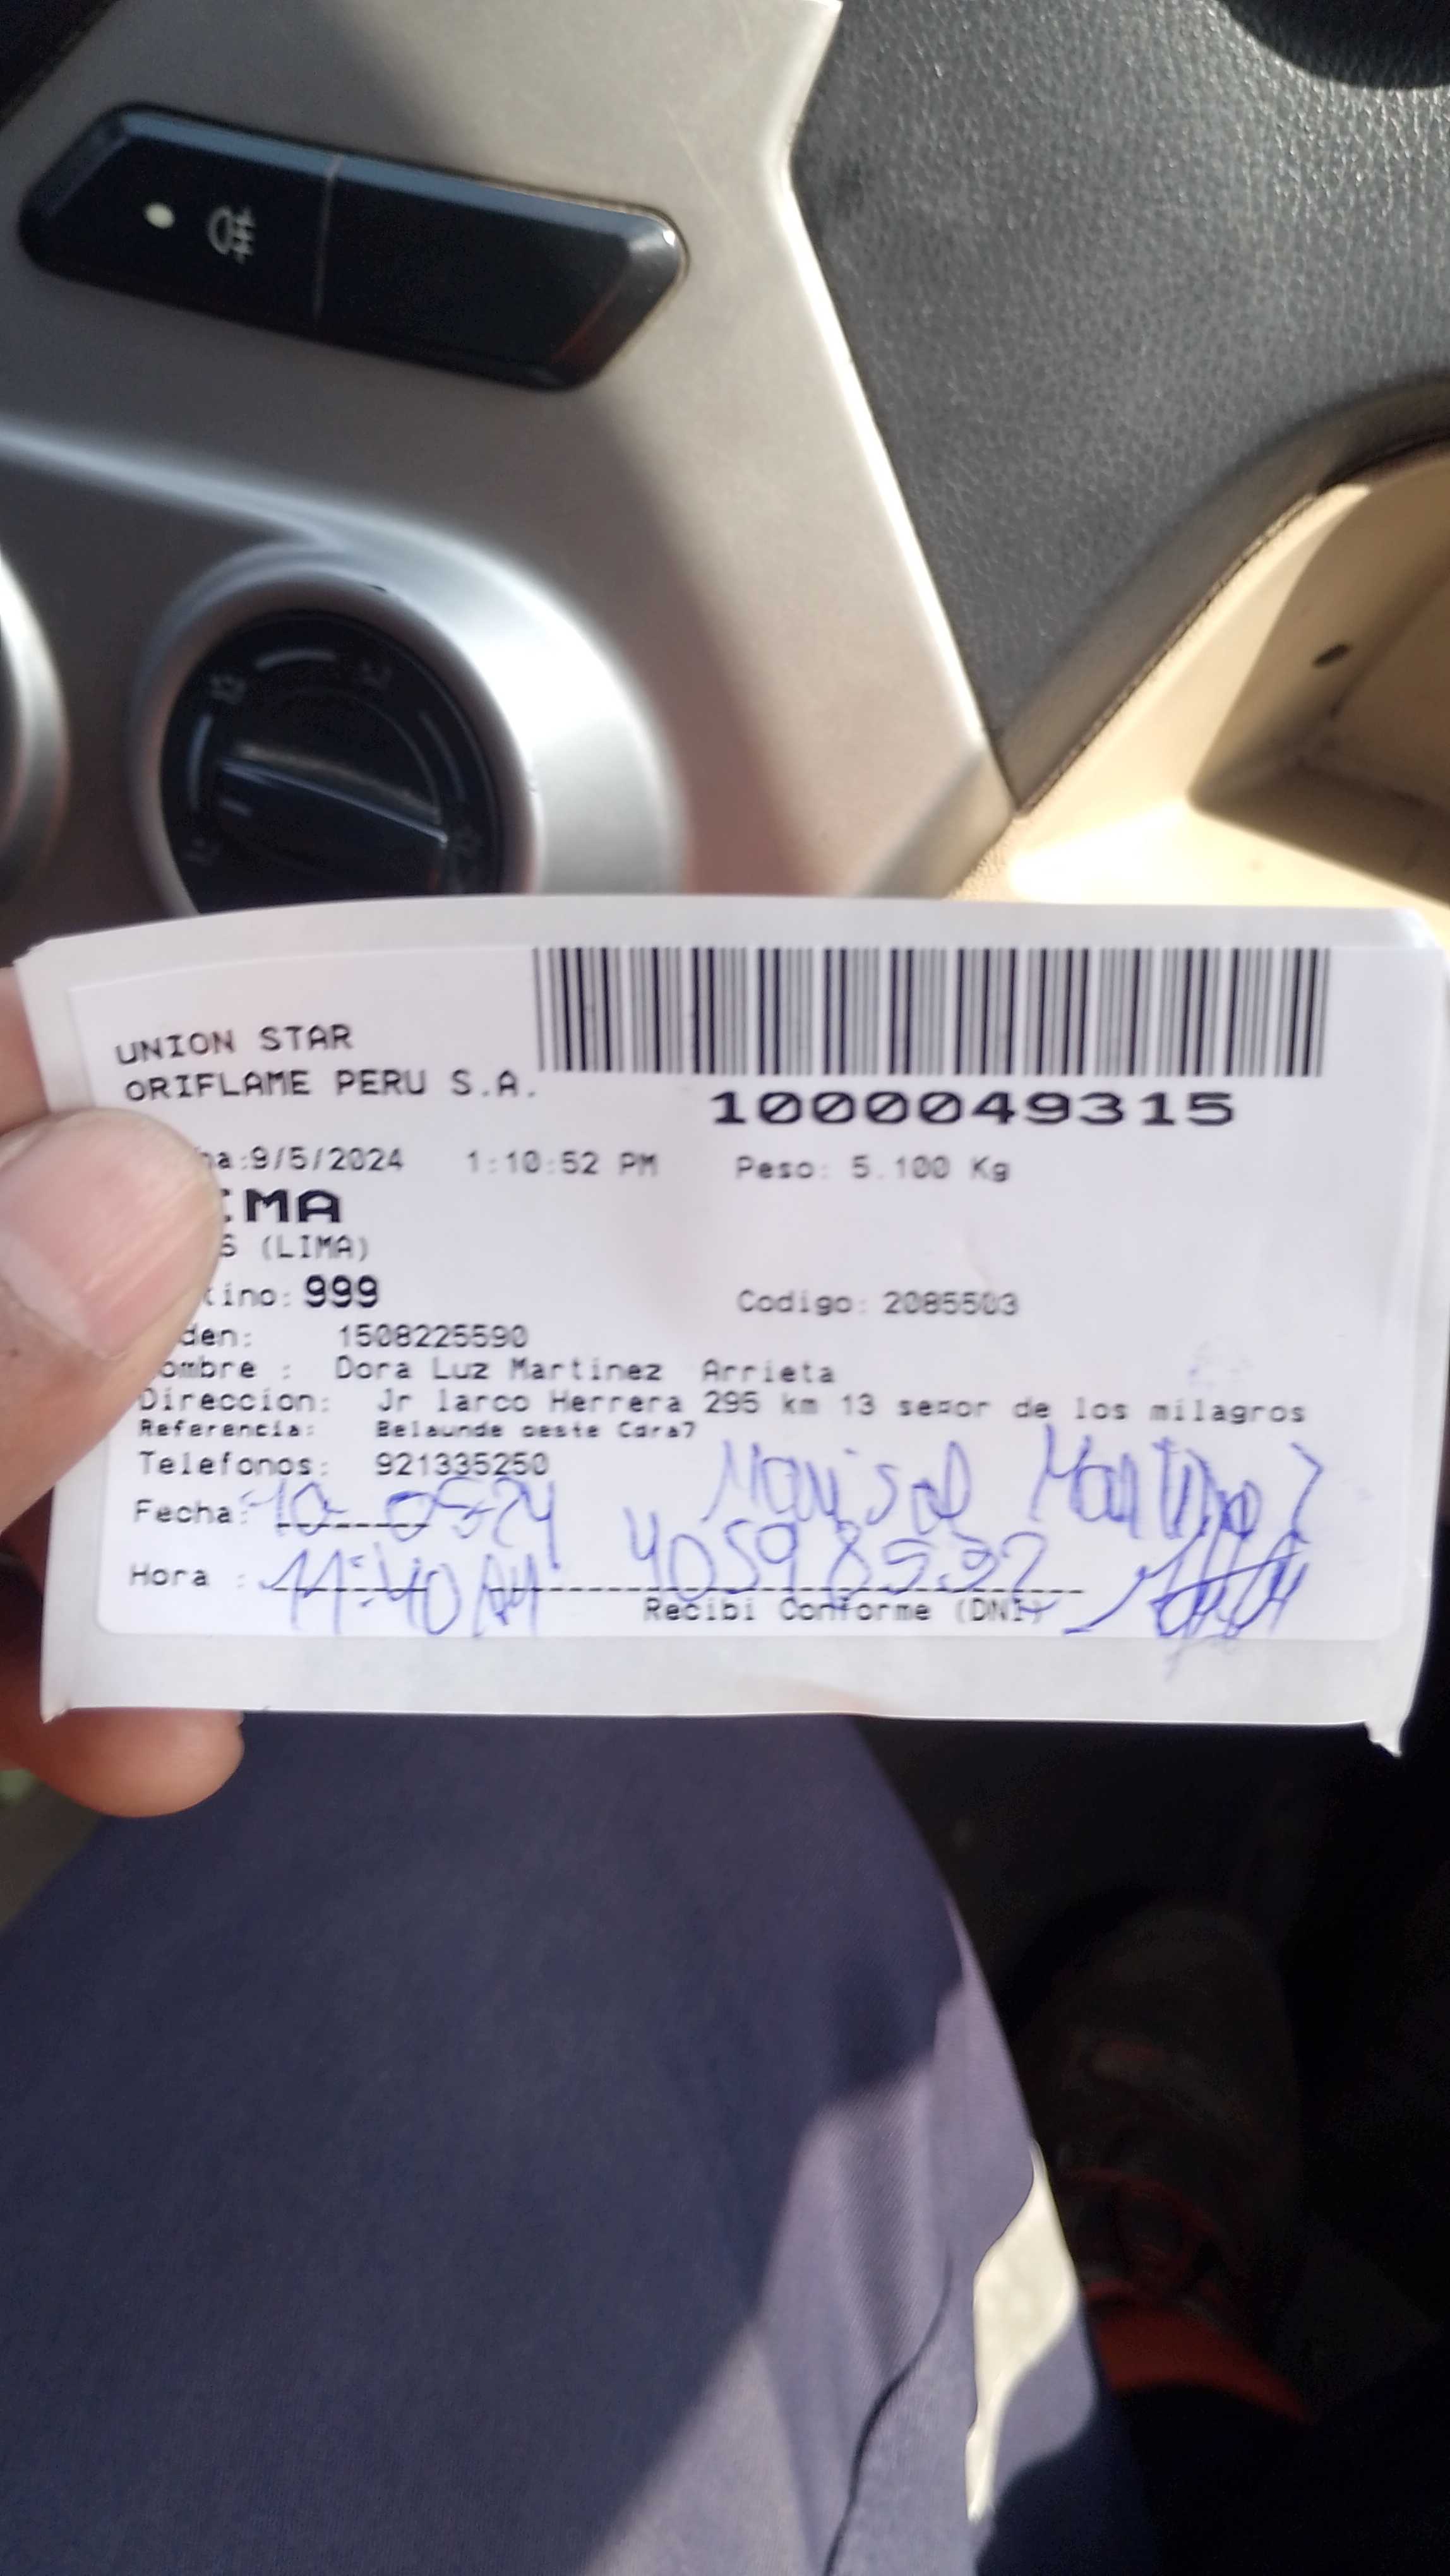 UNION STAR
ORIFLAME PERU S.A.
1000049315
9/5/2024 1:10:52 PM Peso: 5.100 Kg
IMA
S (LIMA)
tino: 999 Codigo: 2085503
den: 1508225590
ombre : Dora Luz Martinez Arrieta
Direccion: Jr larco Herrera 295 km 13 se¤or de los milagros
Referencia: Belaunde oeste Cdra7
Telefonos: 921335250
Marisol Martinez
Fecha: 10-05-24
40598532
Hora : 11:40 AM
Recibi Conforme (DNI)